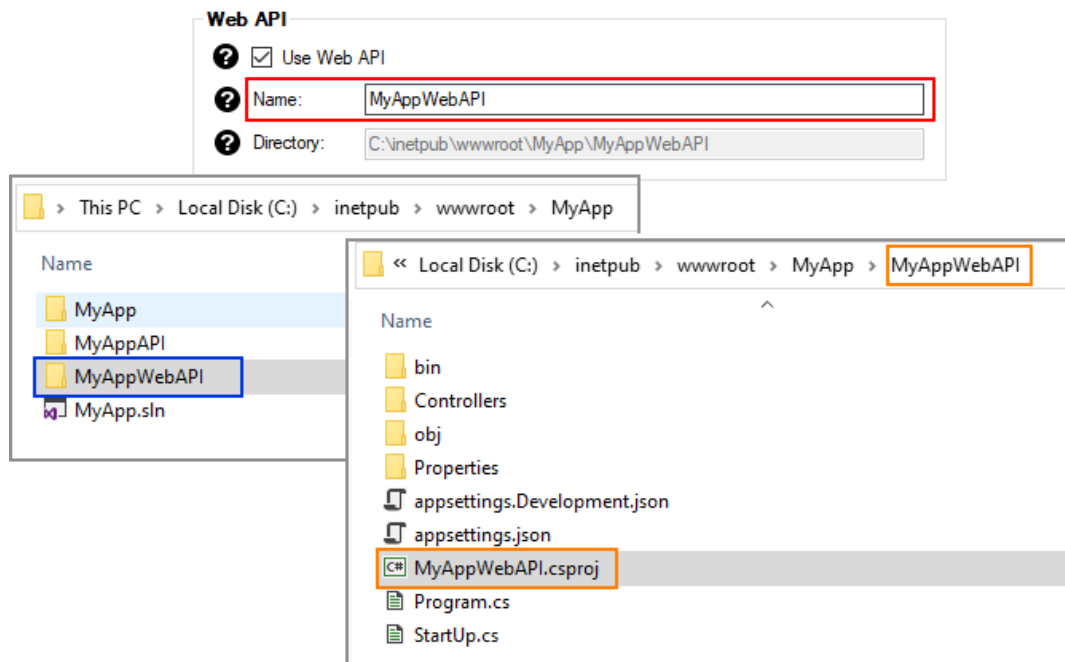 Web API
Use Web API
Name: MyAppWebAPI
Directory: C:\inetpub\wwwroot\MyApp\MyAppWebAPI
This PC > Local Disk (C:) > inetpub > wwwroot > MyApp
Name
MyApp
MyAppAPI
MyAppWebAPI
MyApp.sln
« Local Disk (C:) > inetpub > wwwroot > MyApp > MyAppWebAPI
Name
bin
Controllers
obj
Properties
appsettings.Development.json
appsettings.json
C# MyAppWebAPI.csproj
Program.cs
StartUp.cs